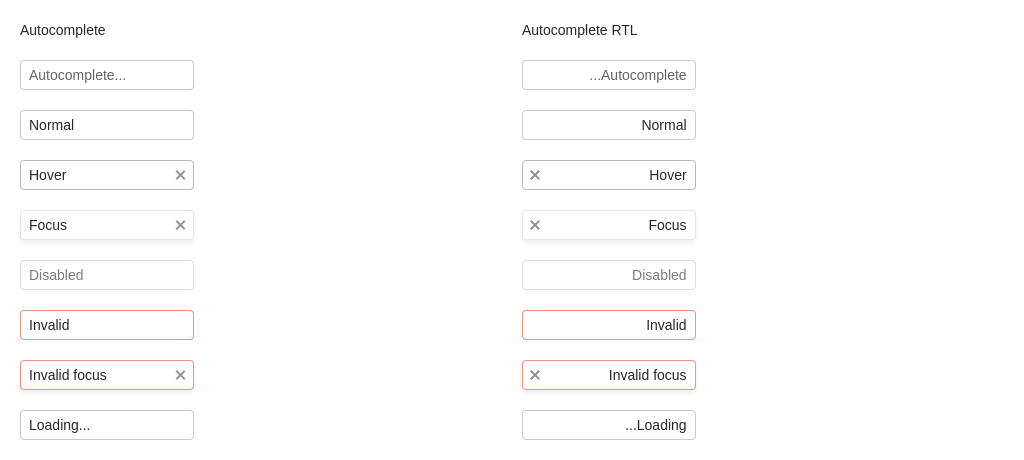 Autocomplete
Autocomplete...
Normal
Hover
Focus
Disabled
Invalid
Invalid focus
Loading...
Autocomplete RTL
...Autocomplete
Normal
Hover
Focus
Disabled
Invalid
Invalid focus
...Loading